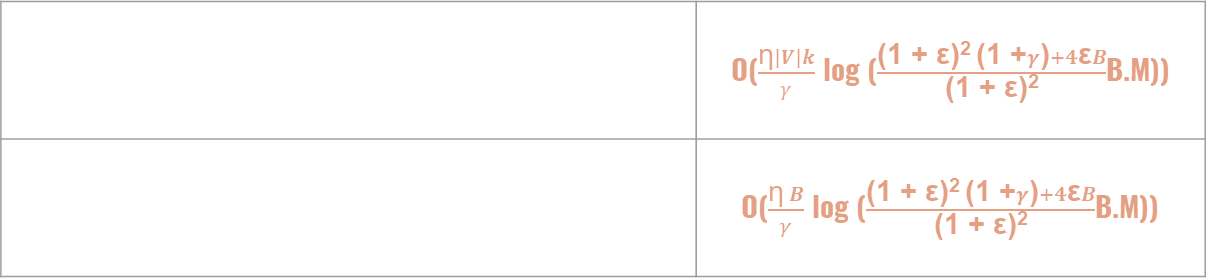 O(η|V|k/γ log ((1 + ε)² (1 +γ)+4εB/(1 + ε)² B.M))
O(η B/γ log ((1 + ε)² (1 +γ)+4εB/(1 + ε)² B.M))